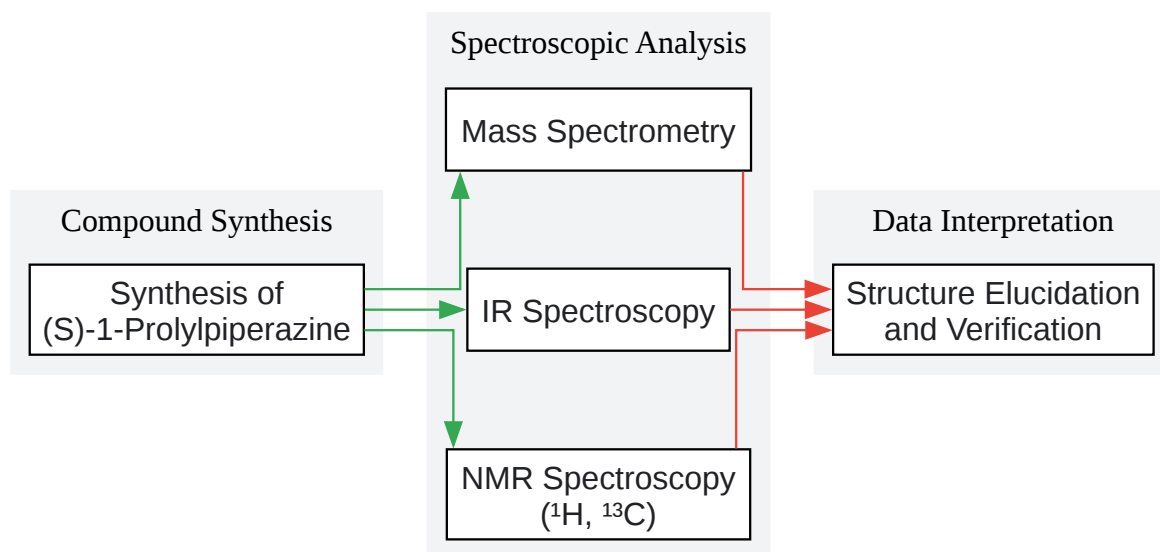 Spectroscopic Analysis
Mass Spectrometry
Compound Synthesis
Synthesis of
(S)-1-Prolylpiperazine
IR Spectroscopy
NMR Spectroscopy
(¹H, ¹³C)
Data Interpretation
Structure Elucidation
and Verification